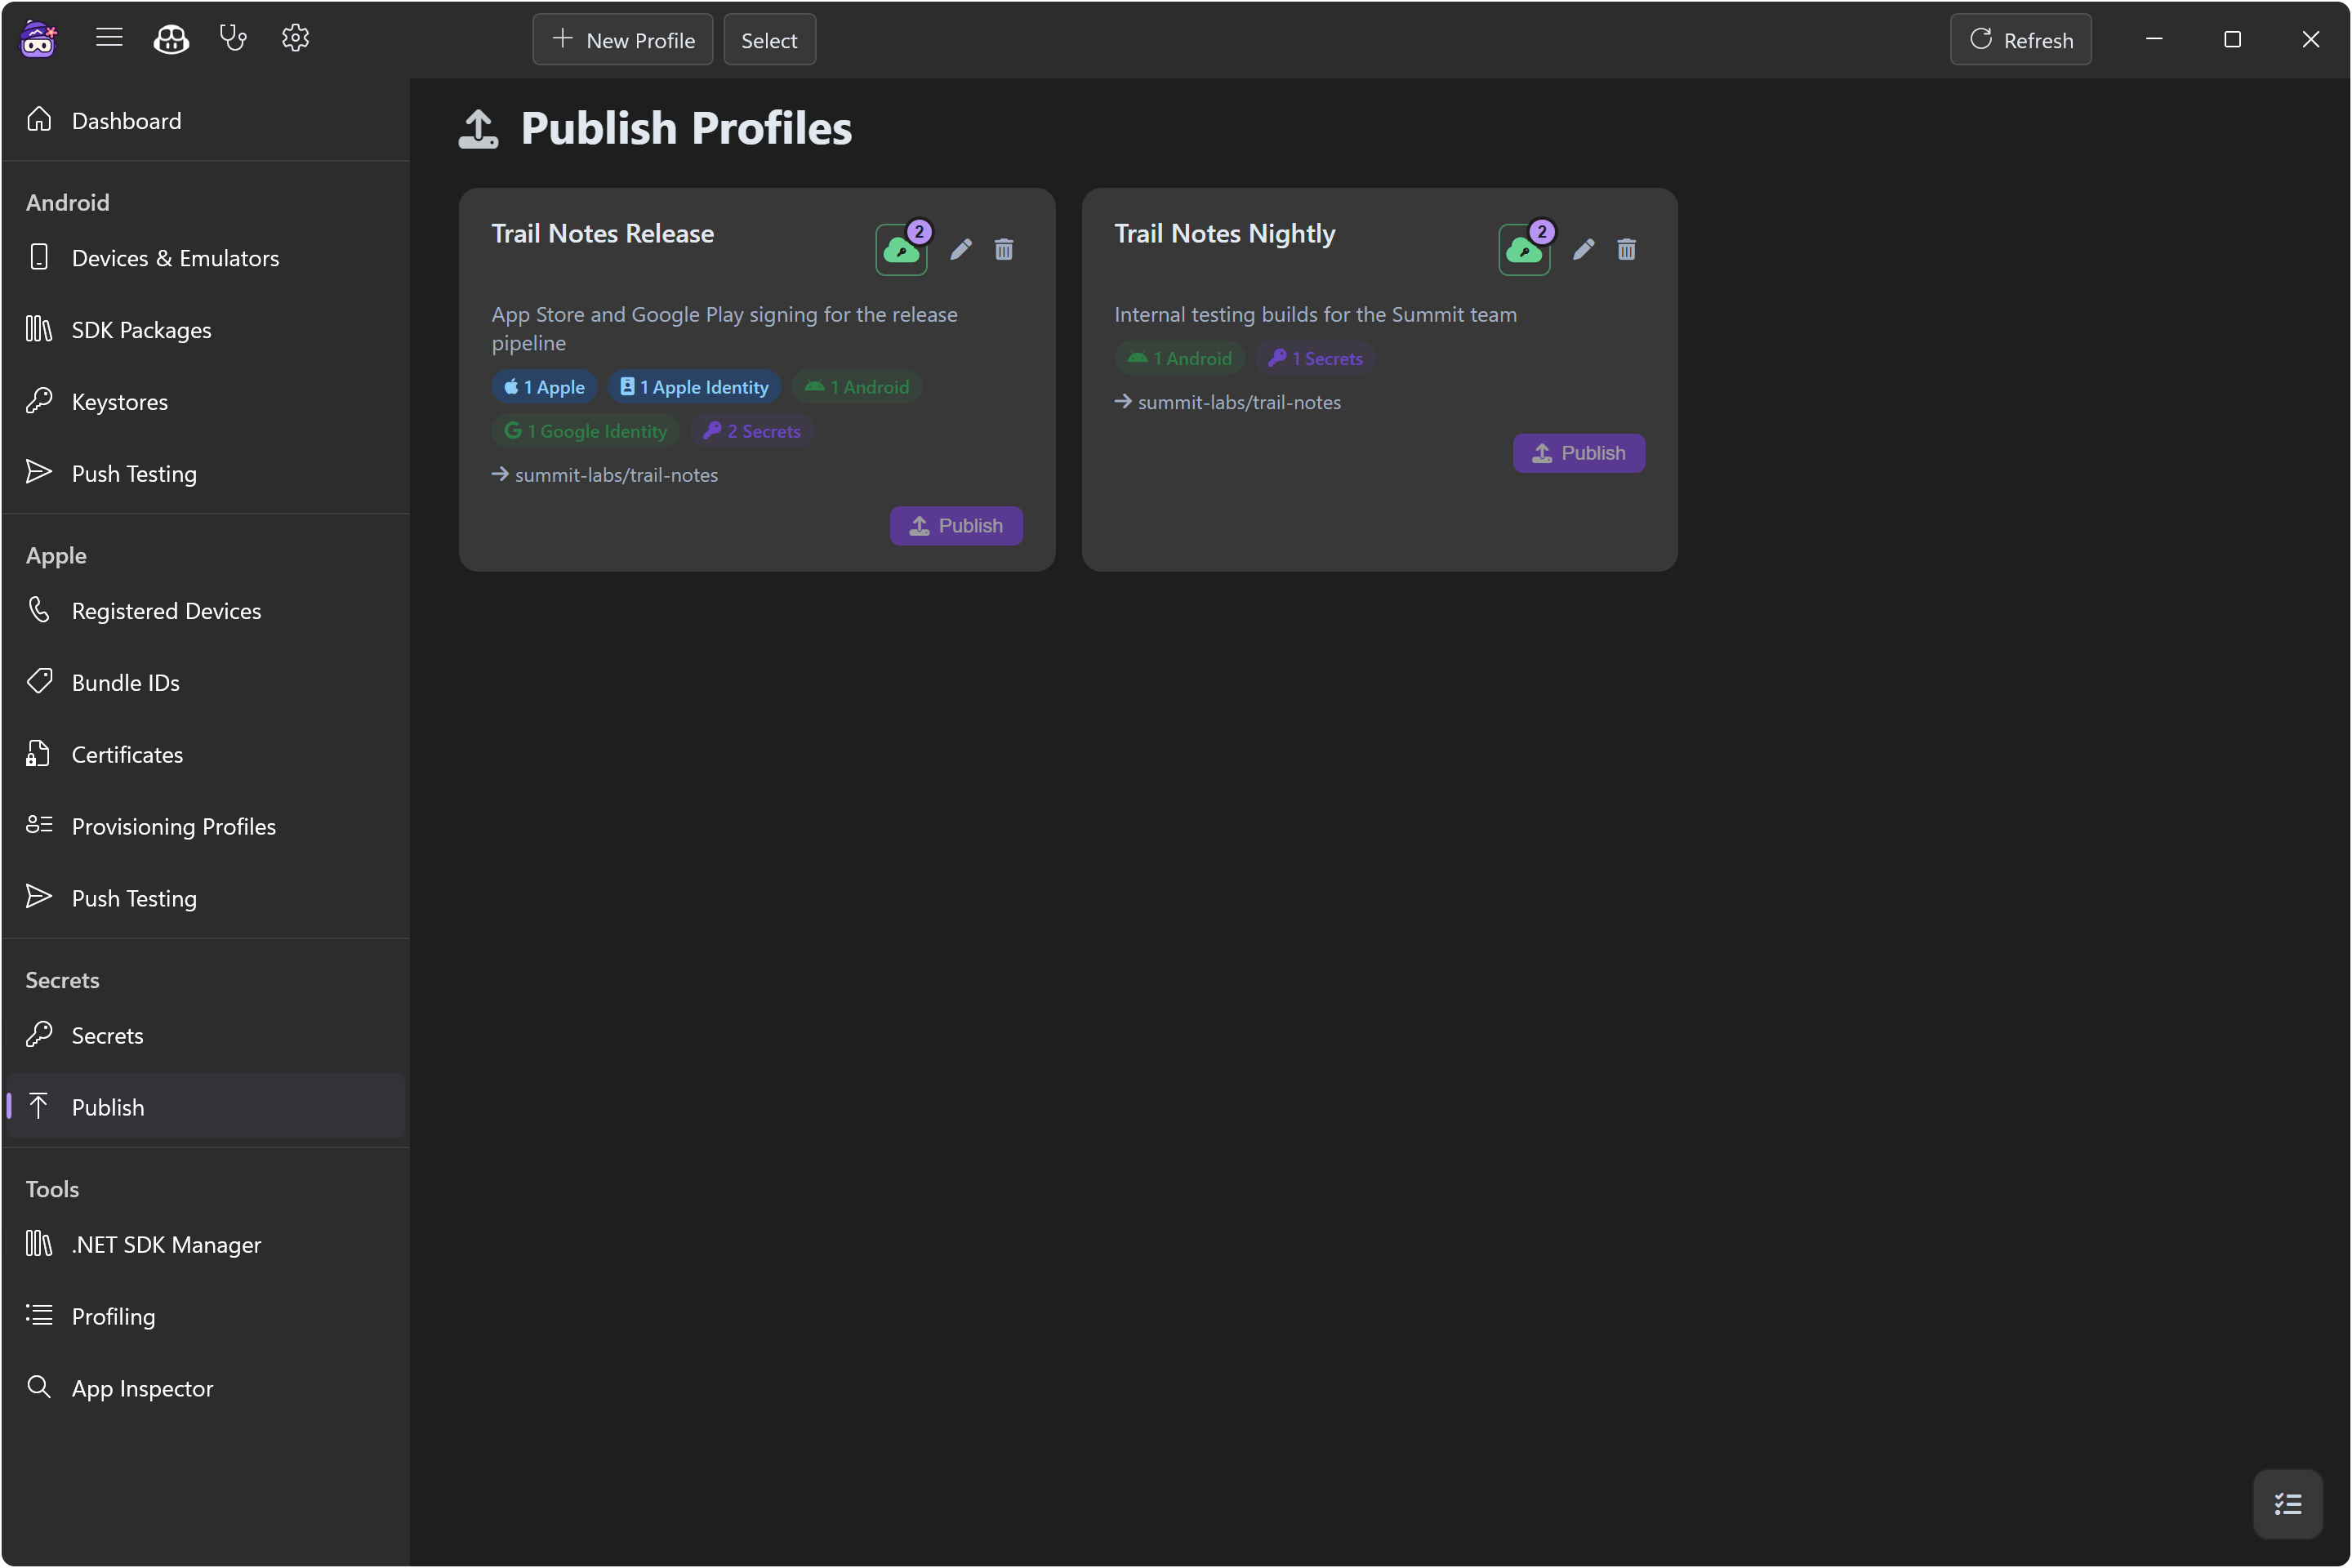 New Profile
Select
Refresh
Dashboard
Android
Devices & Emulators
SDK Packages
Keystores
Push Testing
Apple
Registered Devices
Bundle IDs
Certificates
Provisioning Profiles
Push Testing
Secrets
Secrets
Publish
Tools
.NET SDK Manager
Profiling
App Inspector
Publish Profiles
Trail Notes Release
2
App Store and Google Play signing for the release
pipeline
1 Apple
1 Apple Identity
1 Android
1 Google Identity
2 Secrets
summit-labs/trail-notes
Publish
Trail Notes Nightly
2
Internal testing builds for the Summit team
1 Android
1 Secrets
summit-labs/trail-notes
Publish